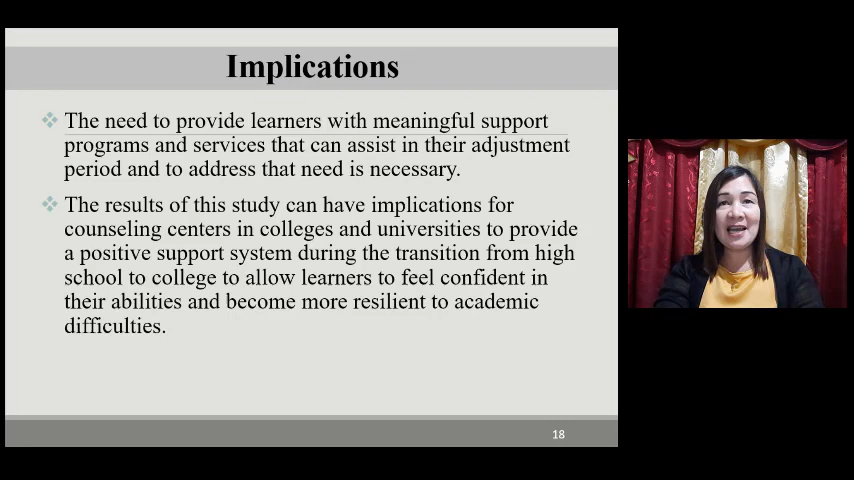 Implications
The need to provide learners with meaningful support
programs and services that can assist in their adjustment
period and to address that need is necessary.
The results of this study can have implications for
counseling centers in colleges and universities to provide
a positive support system during the transition from high
school to college to allow learners to feel confident in
their abilities and become more resilient to academic
difficulties.
18